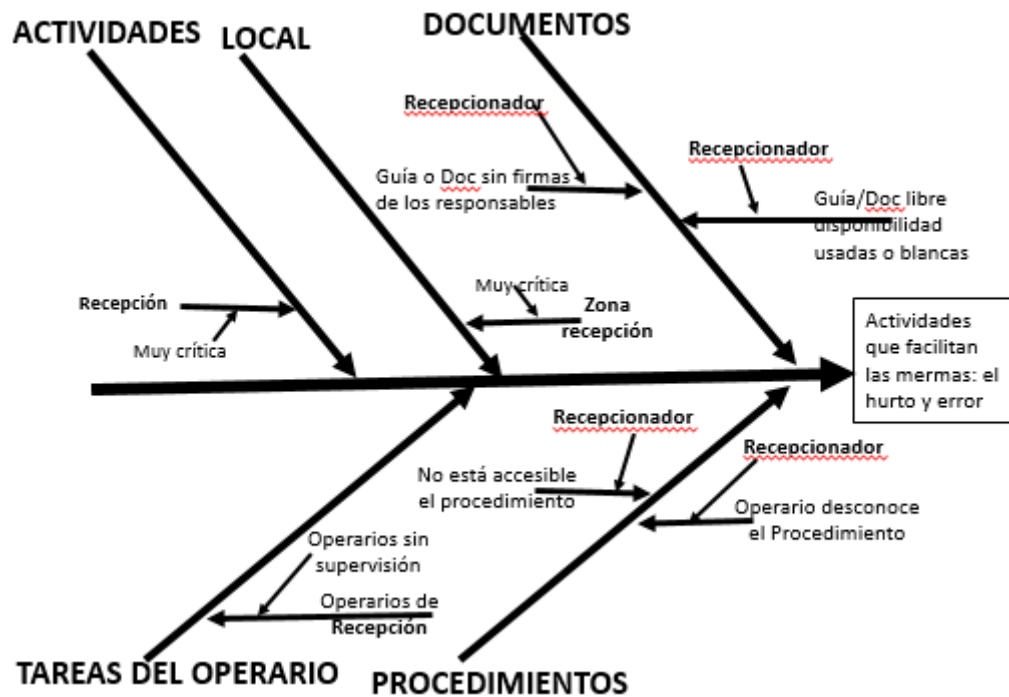 ACTIVIDADES
LOCAL
DOCUMENTOS
Recepcionador
Recepcionador
Guía o Doc sin firmas
de los responsables
Guía/Doc libre
disponibilidad
usadas o blancas
Recepción
Muy crítica
Muy crítica
Zona
recepción
Actividades
que facilitan
las mermas: el
hurto y error
Recepcionador
Recepcionador
No está accesible
el procedimiento
Operario desconoce
el Procedimiento
Operarios sin
supervisión
Operarios de
Recepción
TAREAS DEL OPERARIO
PROCEDIMIENTOS